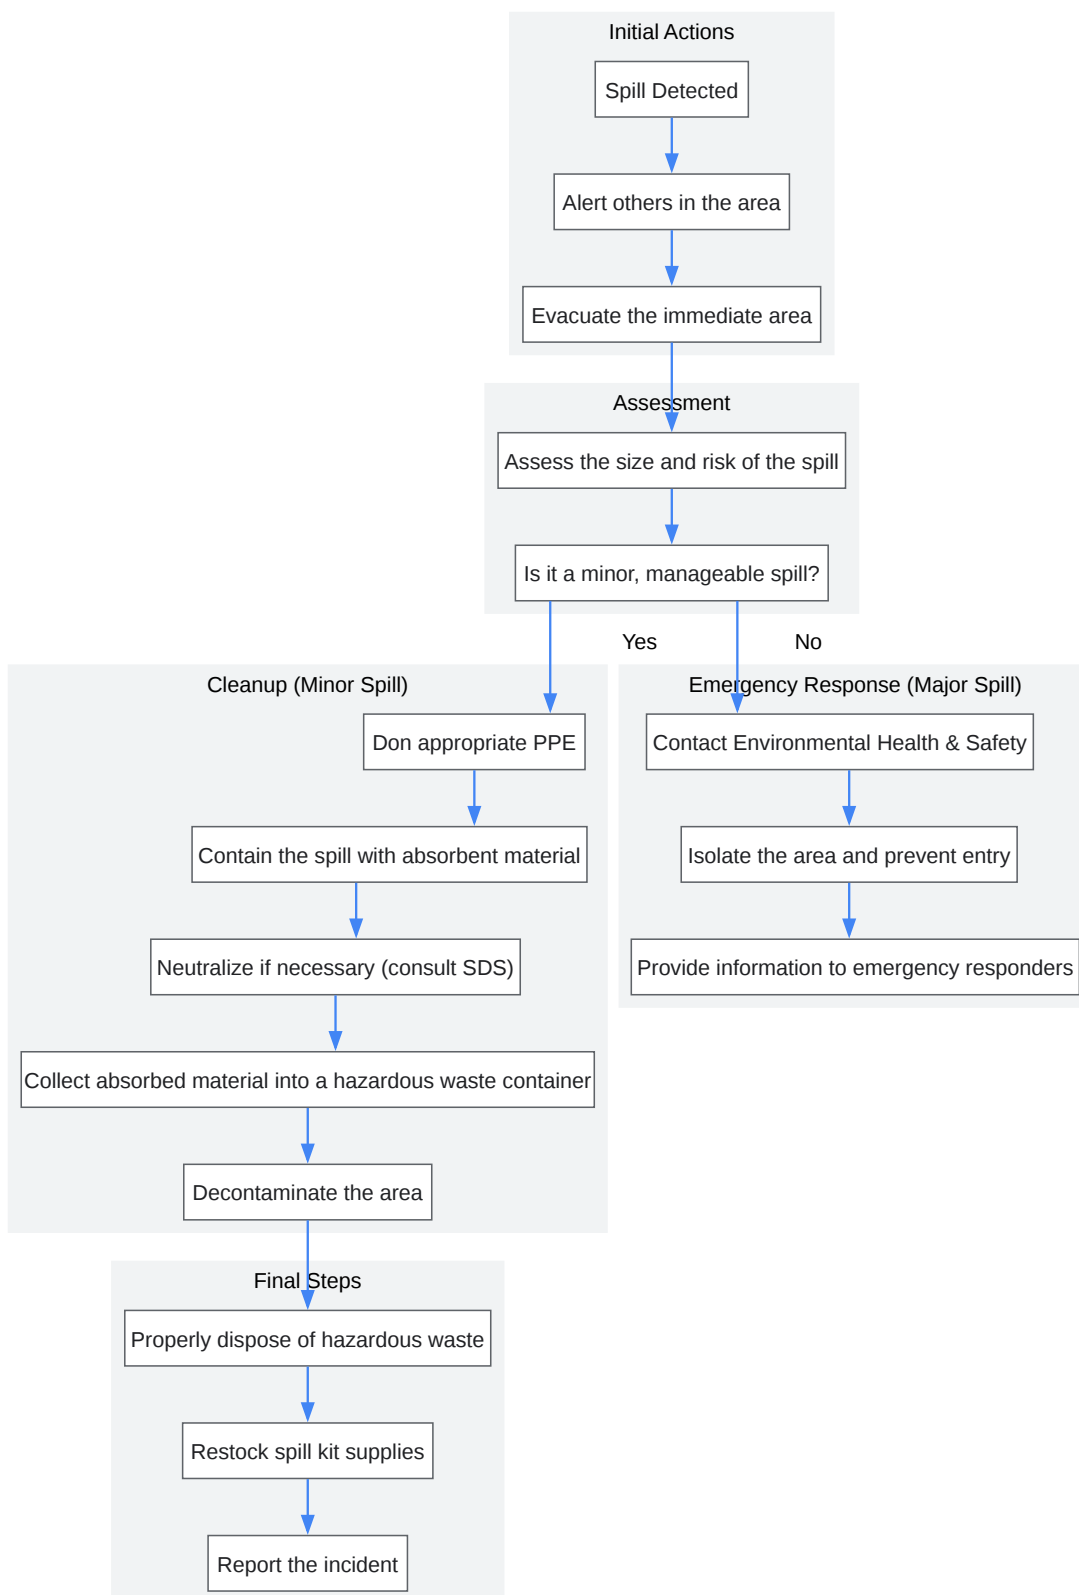 Initial Actions
Spill Detected
Alert others in the area
Evacuate the immediate area
Assessment
Assess the size and risk of the spill
Is it a minor, manageable spill?
Yes
No
Cleanup (Minor Spill)
Don appropriate PPE
Contain the spill with absorbent material
Neutralize if necessary (consult SDS)
Collect absorbed material into a hazardous waste container
Decontaminate the area
Emergency Response (Major Spill)
Contact Environmental Health & Safety
Isolate the area and prevent entry
Provide information to emergency responders
Final Steps
Properly dispose of hazardous waste
Restock spill kit supplies
Report the incident